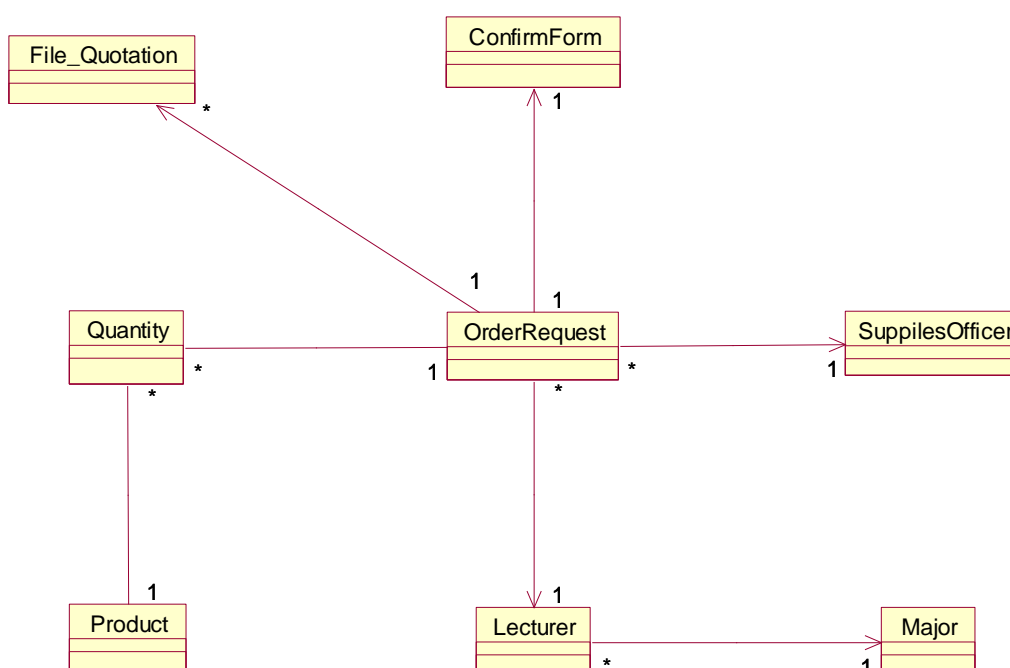 ConfirmForm
File_Quotation
1
*
1
1
Quantity
OrderRequest
SuppilesOfficer
*
1
*
1
*
*
1
1
Product
Lecturer
Major
*
1